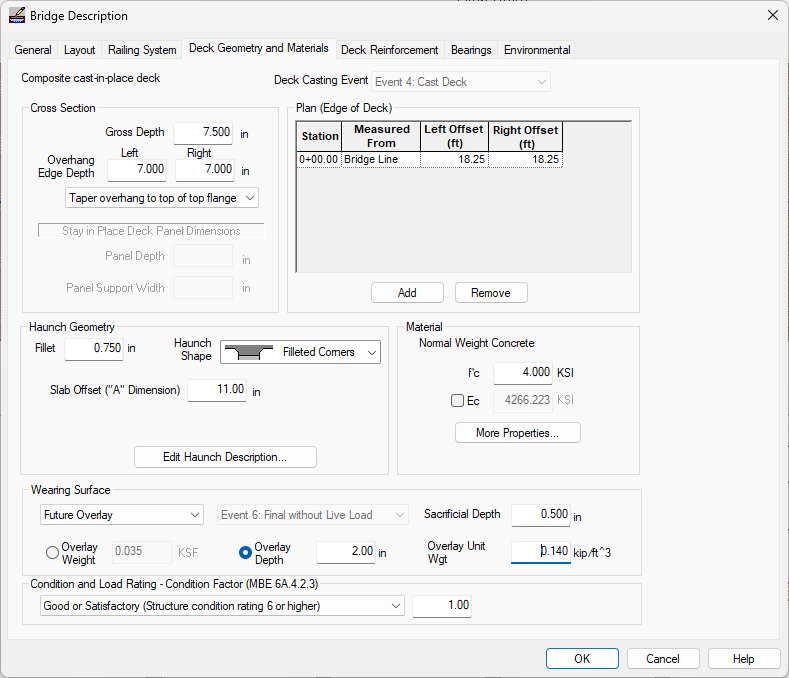 Bridge Description
General Layout Railing System Deck Geometry and Materials Deck Reinforcement Bearings Environmental
Composite cast-in-place deck
Deck Casting Event Event 4: Cast Deck
Cross Section
Gross Depth 7.500 in
Left Right
Overhang Edge Depth 7.000 7.000 in
Taper overhang to top of top flange
Stay in Place Deck Panel Dimensions
Panel Depth in
Panel Support Width in
Plan (Edge of Deck)
Station Measured From Left Offset (ft) Right Offset (ft)
0+00.00 Bridge Line 18.25 18.25
Add Remove
Haunch Geometry
Fillet 0.750 in
Haunch Shape Filleted Corners
Slab Offset ("A" Dimension) 11.00 in
Edit Haunch Description...
Material
Normal Weight Concrete
f'c 4.000 KSI
Ec 4266.223 KSI
More Properties...
Wearing Surface
Future Overlay Event 6: Final without Live Load Sacrificial Depth 0.500 in
Overlay Weight 0.035 KSF Overlay Depth 2.00 in Overlay Unit Wgt 0.140 kip/ft^3
Condition and Load Rating - Condition Factor (MBE 6A.4.2.3)
Good or Satisfactory (Structure condition rating 6 or higher) 1.00
OK Cancel Help